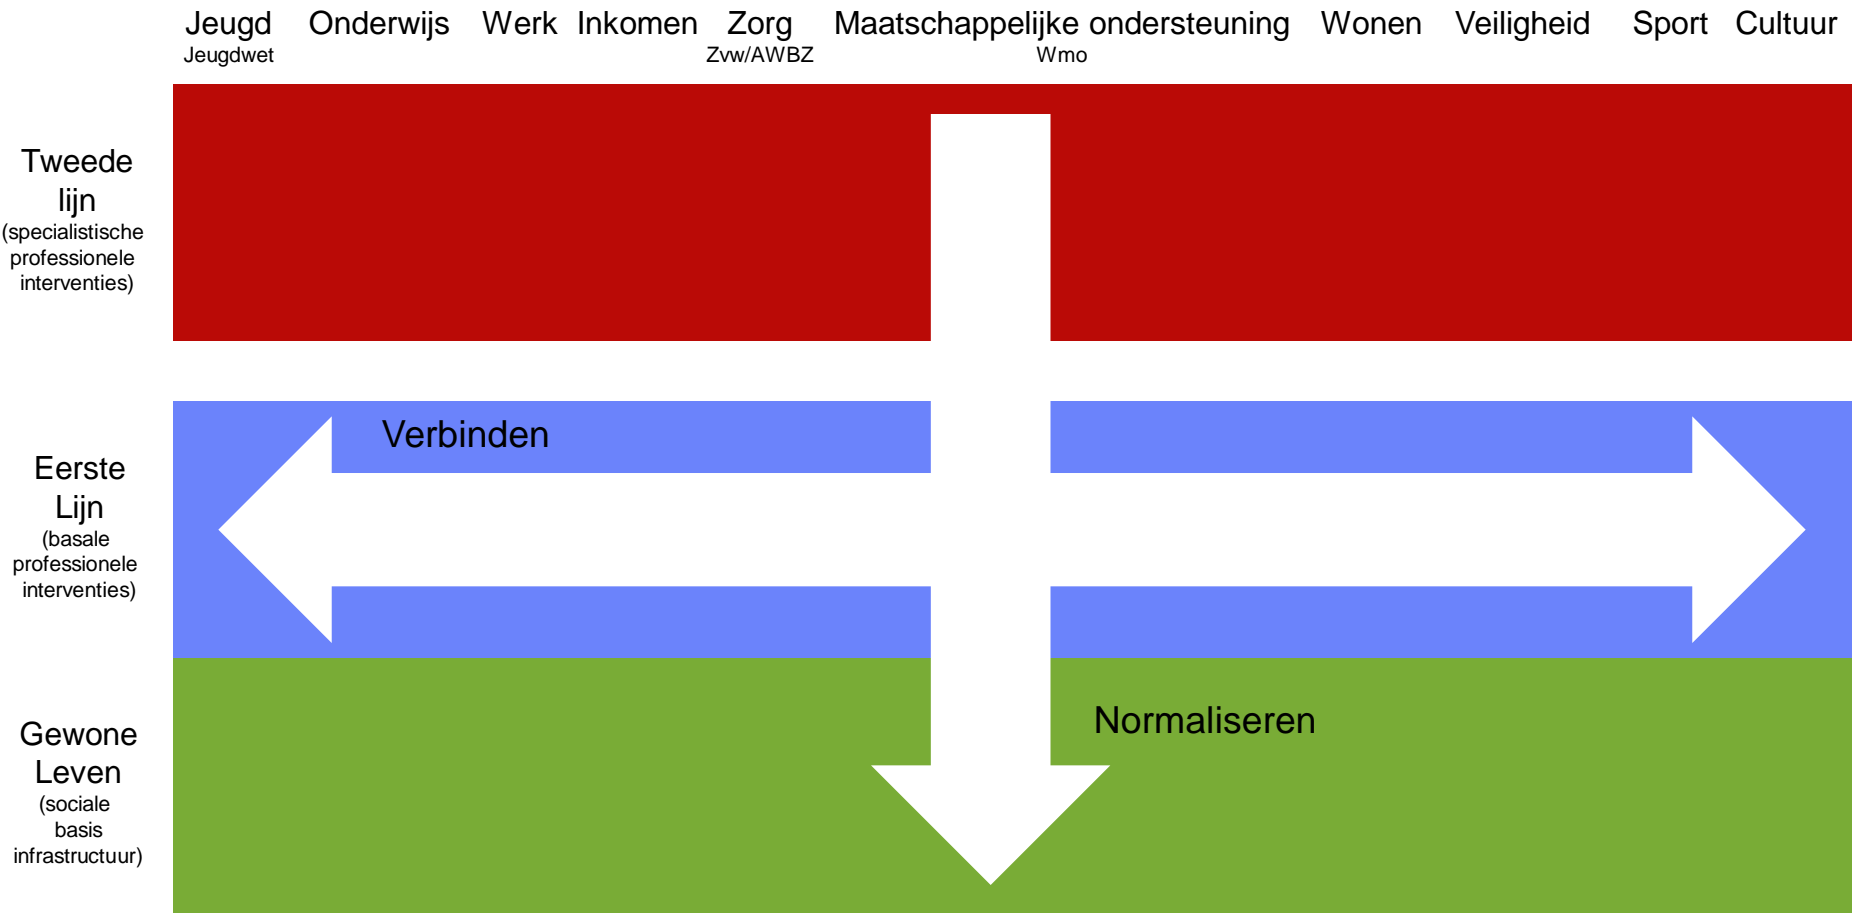 Jeugd Onderwijs Werk Inkomen Zorg Maatschappelijke ondersteuning Wonen Veiligheid Sport Cultuur
Jeugdwet Zvw/AWBZ Wmo
Tweede
lijn
(specialistische
professionele
interventies)
Verbinden
Eerste
Lijn
(basale
professionele
interventies)
Normaliseren
Gewone
Leven
(sociale
basis
infrastructuur)